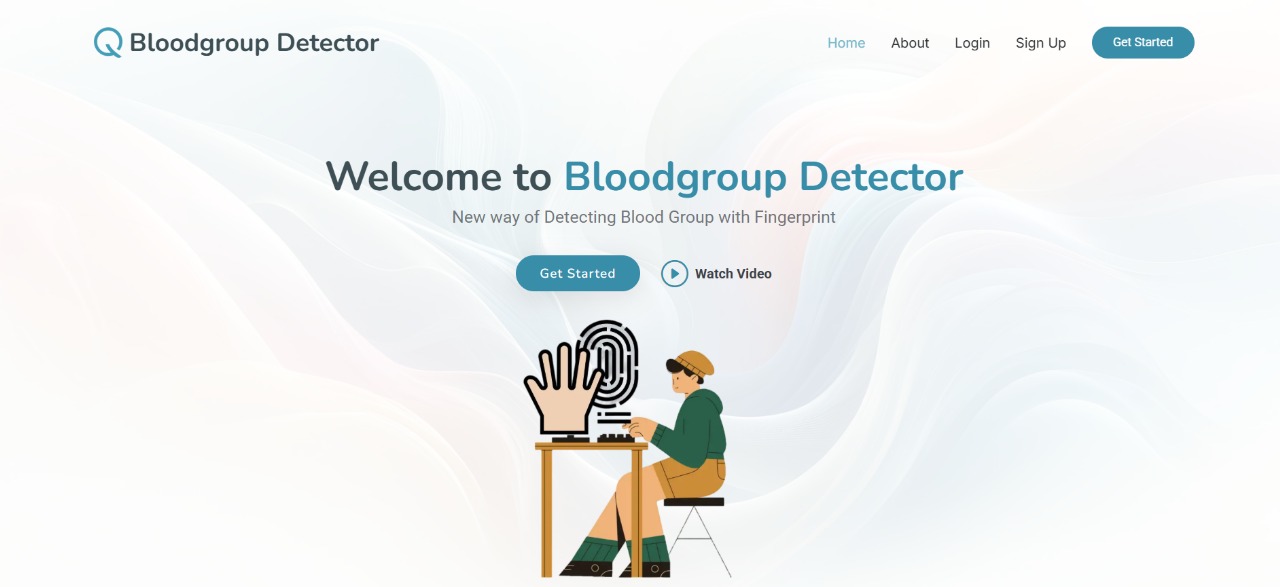 Bloodgroup Detector
Home About Login Sign Up Get Started
Welcome to Bloodgroup Detector
New way of Detecting Blood Group with Fingerprint
Get Started Watch Video